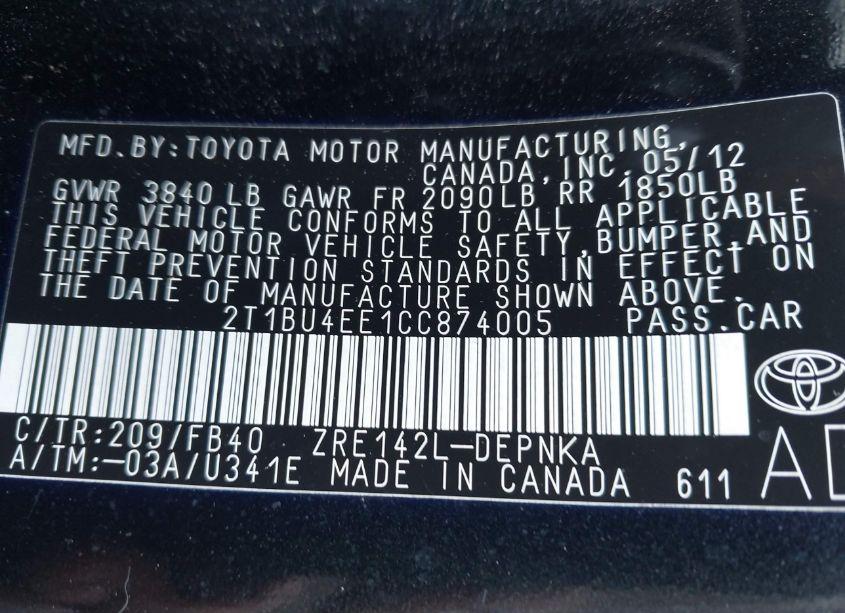 MFD.BY:TOYOTA MOTOR MANUFACTURING,
CANADA,INC. 05/12
GVWR 3840 LB GAWR FR 2090LB RR 1850LB
THIS VEHICLE CONFORMS TO ALL APPLICABLE
FEDERAL MOTOR VEHICLE SAFETY,BUMPER,AND
THEFT PREVENTION STANDARDS IN EFFECT ON
THE DATE OF MANUFACTURE SHOWN ABOVE.
2T1BU4EE1CC874005 PASS.CAR
C/TR:209/FB40 ZRE142L-DEPNKA
A/TM:-03A/U341E MADE IN CANADA 611 A